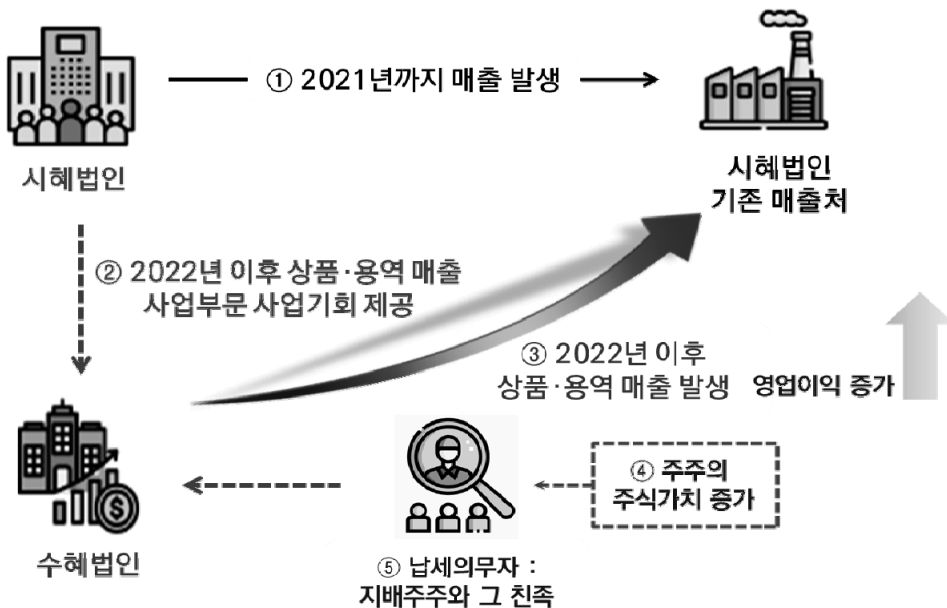 ① 2021년까지 매출 발생
시혜법인
시혜법인
기존 매출처
② 2022년 이후 상품·용역 매출
사업부문 사업기회 제공
③ 2022년 이후
상품·용역 매출 발생
영업이익 증가
④ 주주의
주식가치 증가
$
수혜법인
⑤ 납세의무자 :
지배주주와 그 친족